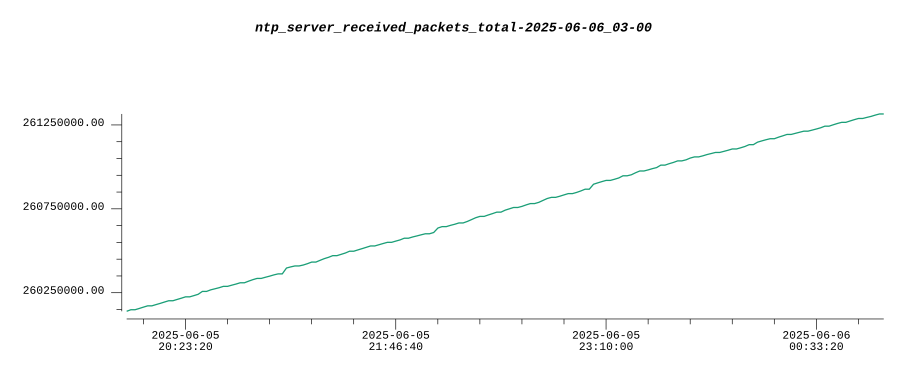 ntp_server_received_packets_total-2025-06-06_03-00
261250000.00
260750000.00
260250000.00
2025-06-05 2025-06-05 2025-06-05 2025-06-06
20:23:20 21:46:40 23:10:00 00:33:20